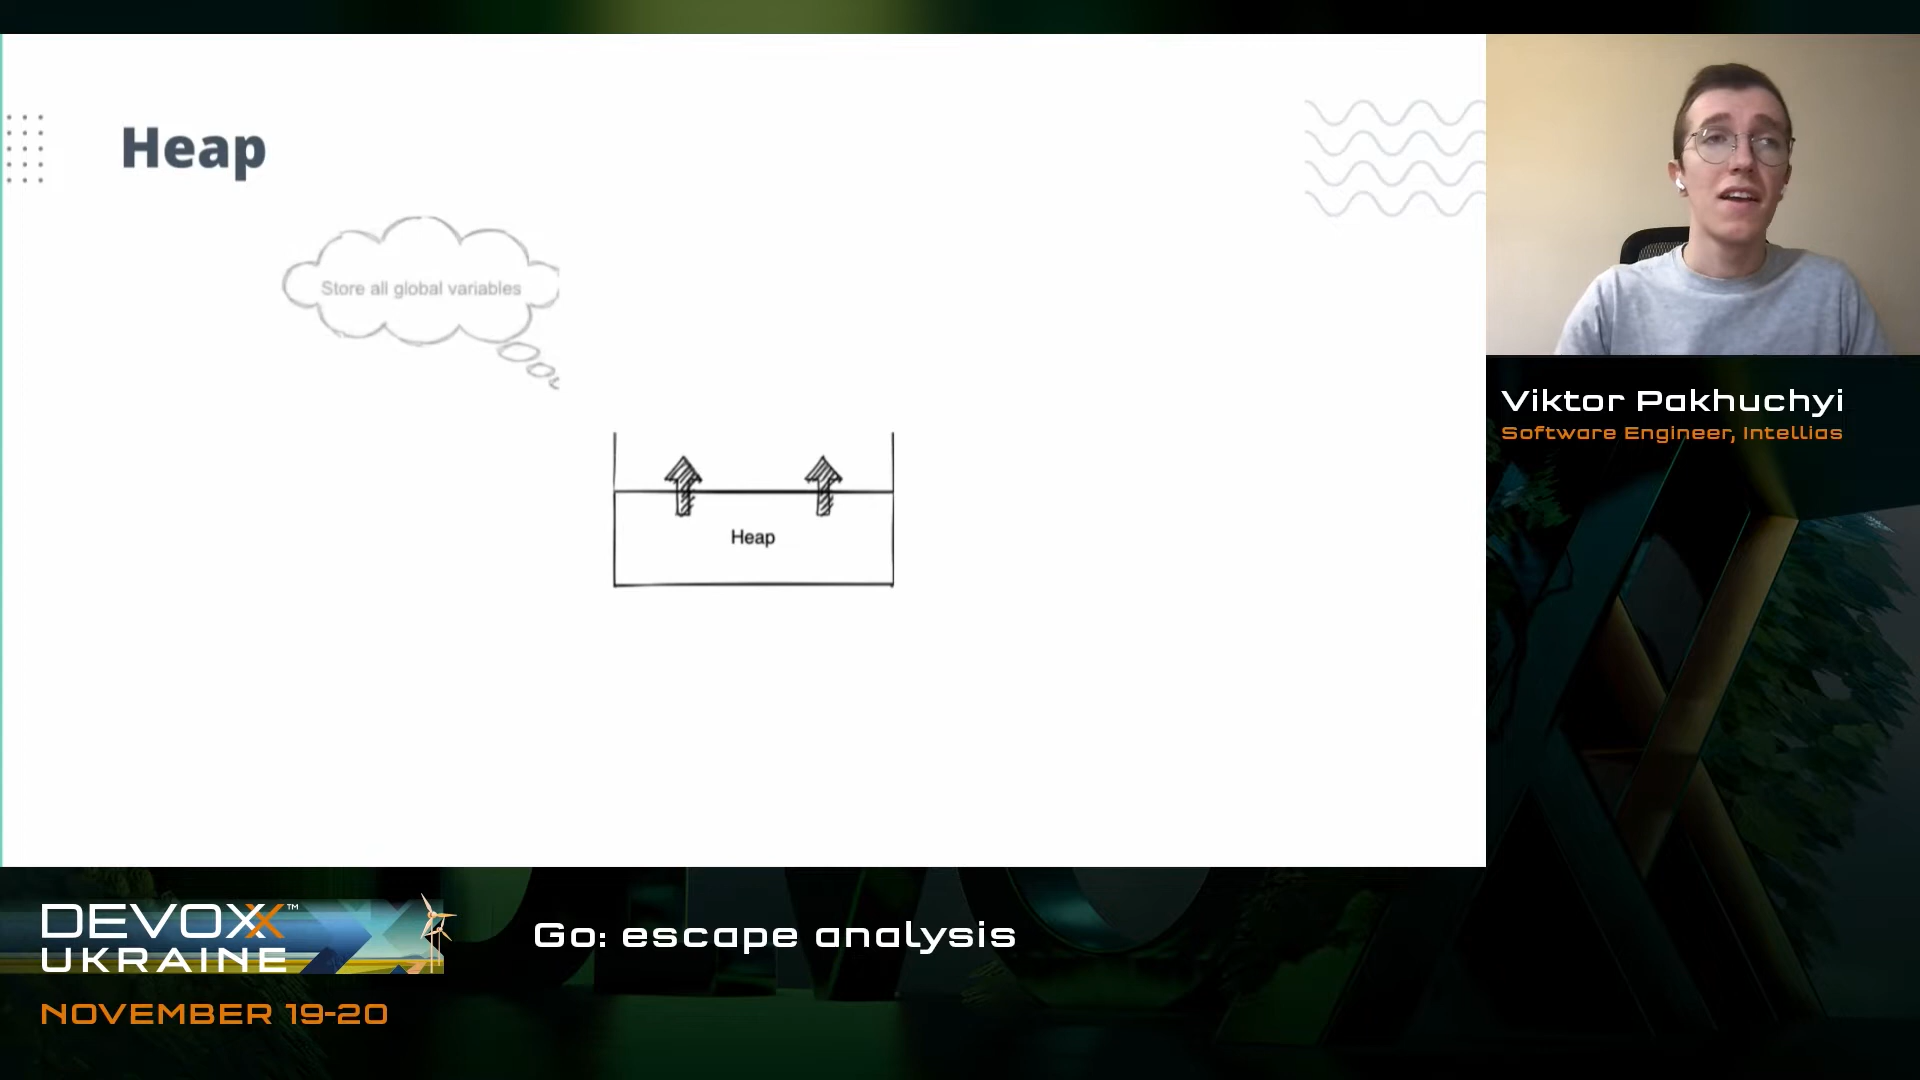 Heap
Store all global variables
Heap
Viktor Pakhuchyi
Software Engineer, Intellias
DEVOXX™
UKRAINE
Go: escape analysis
NOVEMBER 19-20